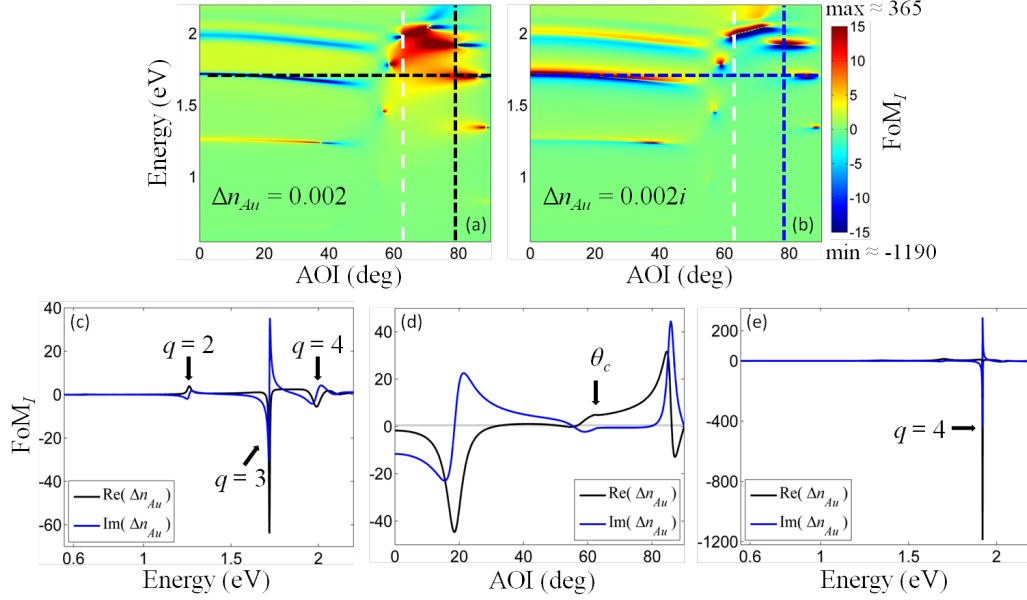 max ≈ 365
2
1.5
1
Energy (eV)
Δn_Au = 0.002
(a)
0 20 40 60 80
AOI (deg)
2
1.5
1
Δn_Au = 0.002i
(b)
0 20 40 60 80
AOI (deg)
15
10
5
0
-5
-10
-15
FoM_I
min ≈ -1190
40
20
0
-20
-40
-60
FoM_I
(c)
q = 2
q = 4
q = 3
Re( Δn_Au )
Im( Δn_Au )
0.6 1 1.5 2
Energy (eV)
40
20
0
-20
-40
(d)
θ_c
Re( Δn_Au )
Im( Δn_Au )
0 20 40 60 80
AOI (deg)
200
0
-200
-400
-800
-1200
(e)
q = 4
Re( Δn_Au )
Im( Δn_Au )
0.6 1 1.5 2
Energy (eV)